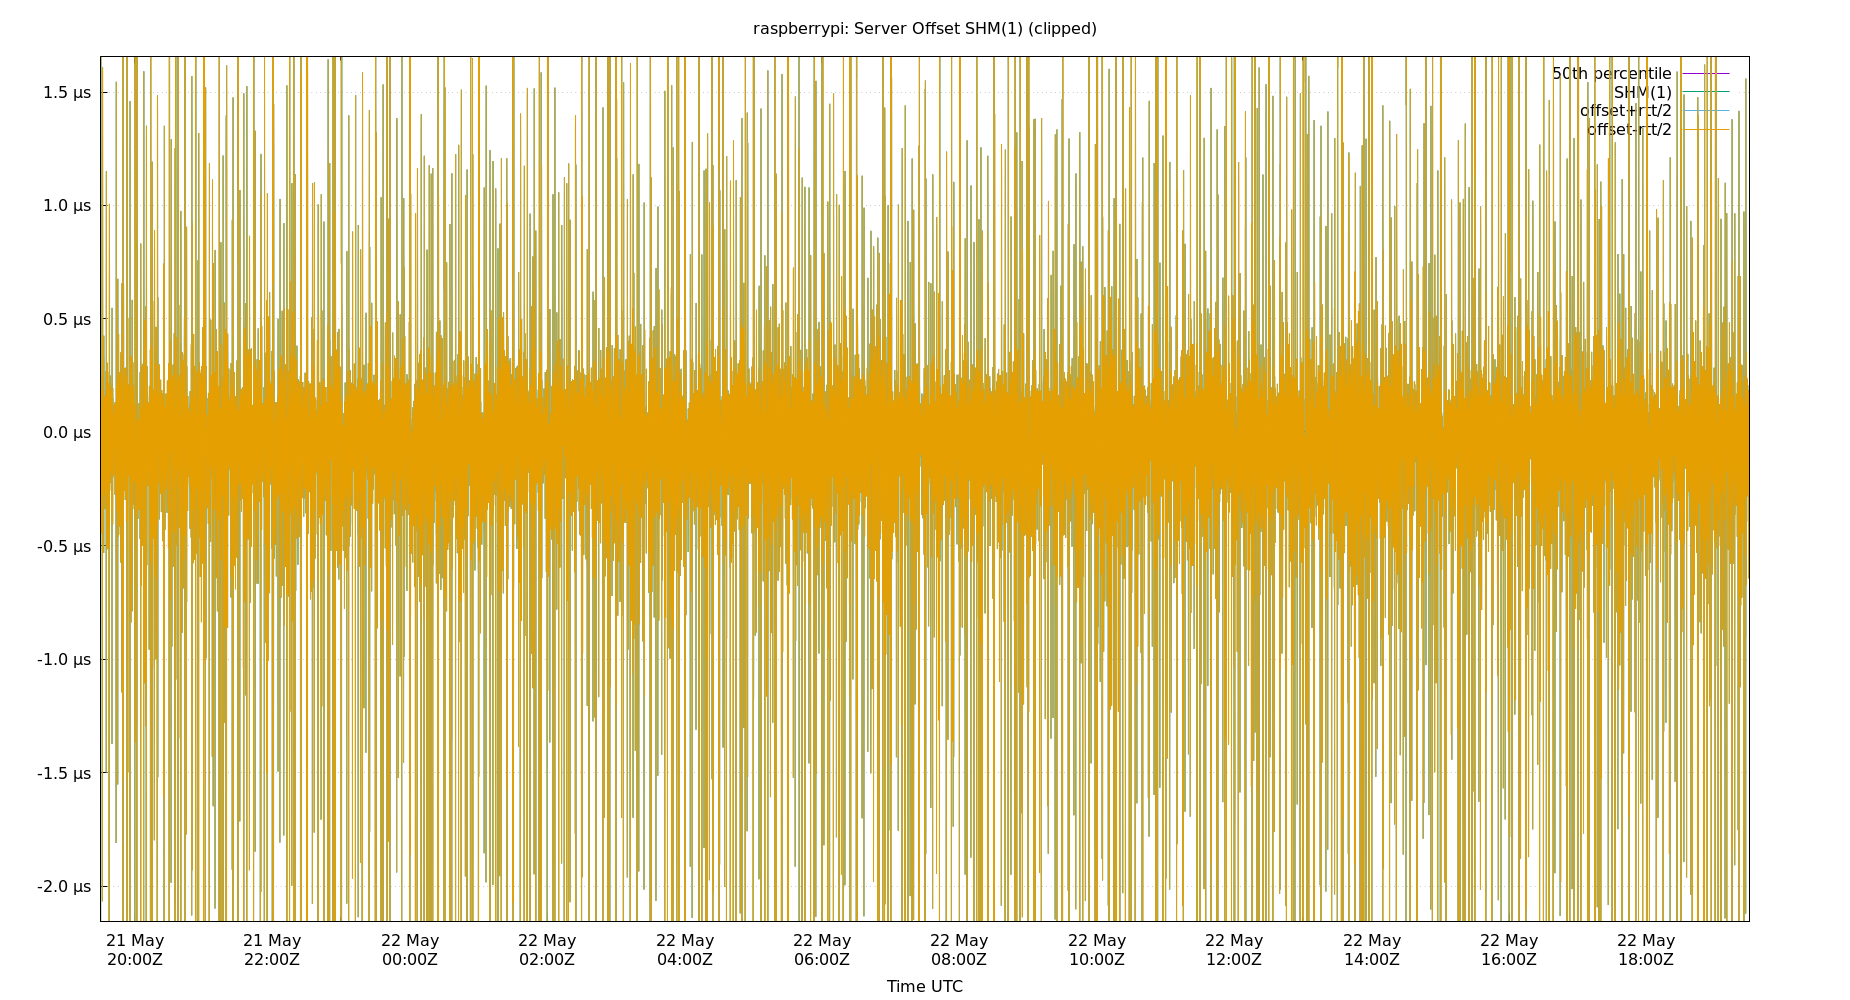 raspberrypi: Server Offset SHM(1) (clipped)
50th percentile
SHM(1)
offset+rtt/2
offset-rtt/2
1.5 µs
1.0 µs
0.5 µs
0.0 µs
-0.5 µs
-1.0 µs
-1.5 µs
-2.0 µs
21 May 21 May 22 May 22 May 22 May 22 May 22 May 22 May 22 May 22 May 22 May 22 May
20:00Z 22:00Z 00:00Z 02:00Z 04:00Z 06:00Z 08:00Z 10:00Z 12:00Z 14:00Z 16:00Z 18:00Z
Time UTC